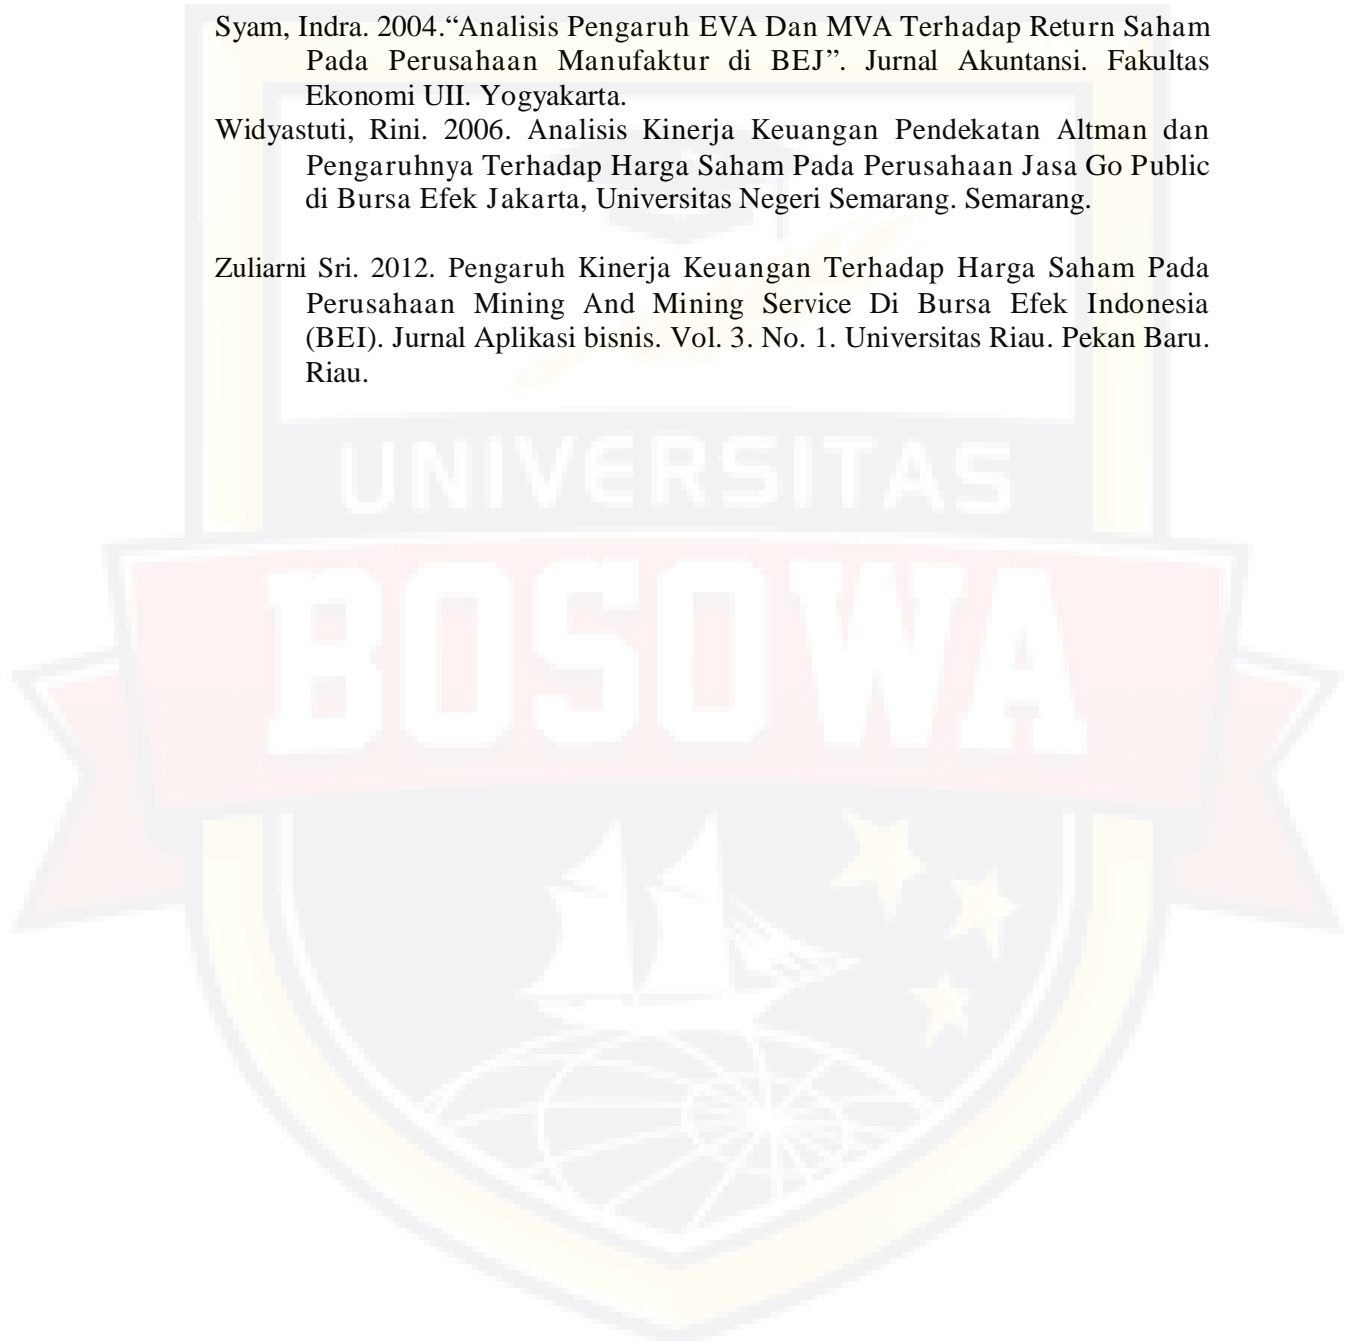 Syam, Indra. 2004.“Analisis Pengaruh EVA Dan MVA Terhadap Return Saham
Pada Perusahaan Manufaktur di BEJ”. Jurnal Akuntansi. Fakultas
Ekonomi UII. Yogyakarta.
Widyastuti, Rini. 2006. Analisis Kinerja Keuangan Pendekatan Altman dan
Pengaruhnya Terhadap Harga Saham Pada Perusahaan Jasa Go Public
di Bursa Efek Jakarta, Universitas Negeri Semarang. Semarang.
Zuliarni Sri. 2012. Pengaruh Kinerja Keuangan Terhadap Harga Saham Pada
Perusahaan Mining And Mining Service Di Bursa Efek Indonesia
(BEI). Jurnal Aplikasi bisnis. Vol. 3. No. 1. Universitas Riau. Pekan Baru.
Riau.
UNIVERSITAS
BOSOWA